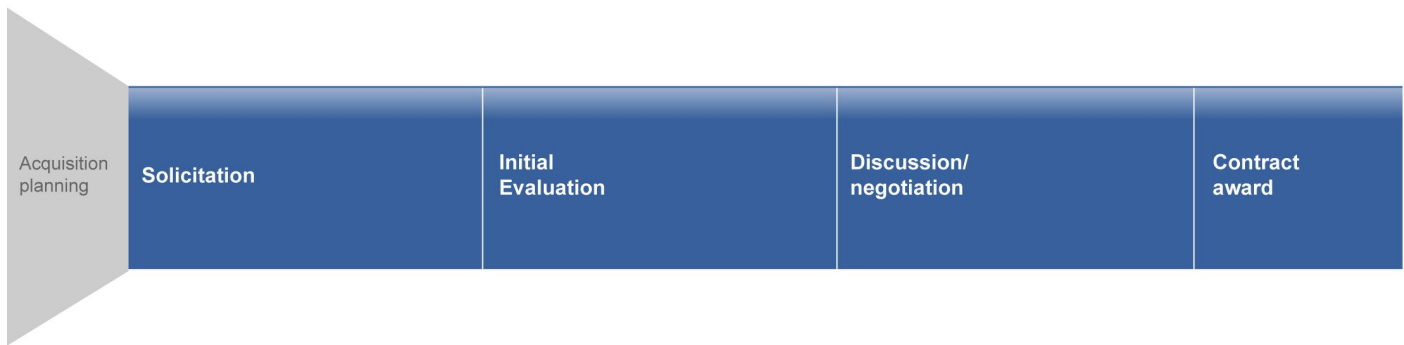 Acquisition
planning
Solicitation
Initial
Evaluation
Discussion/
negotiation
Contract
award